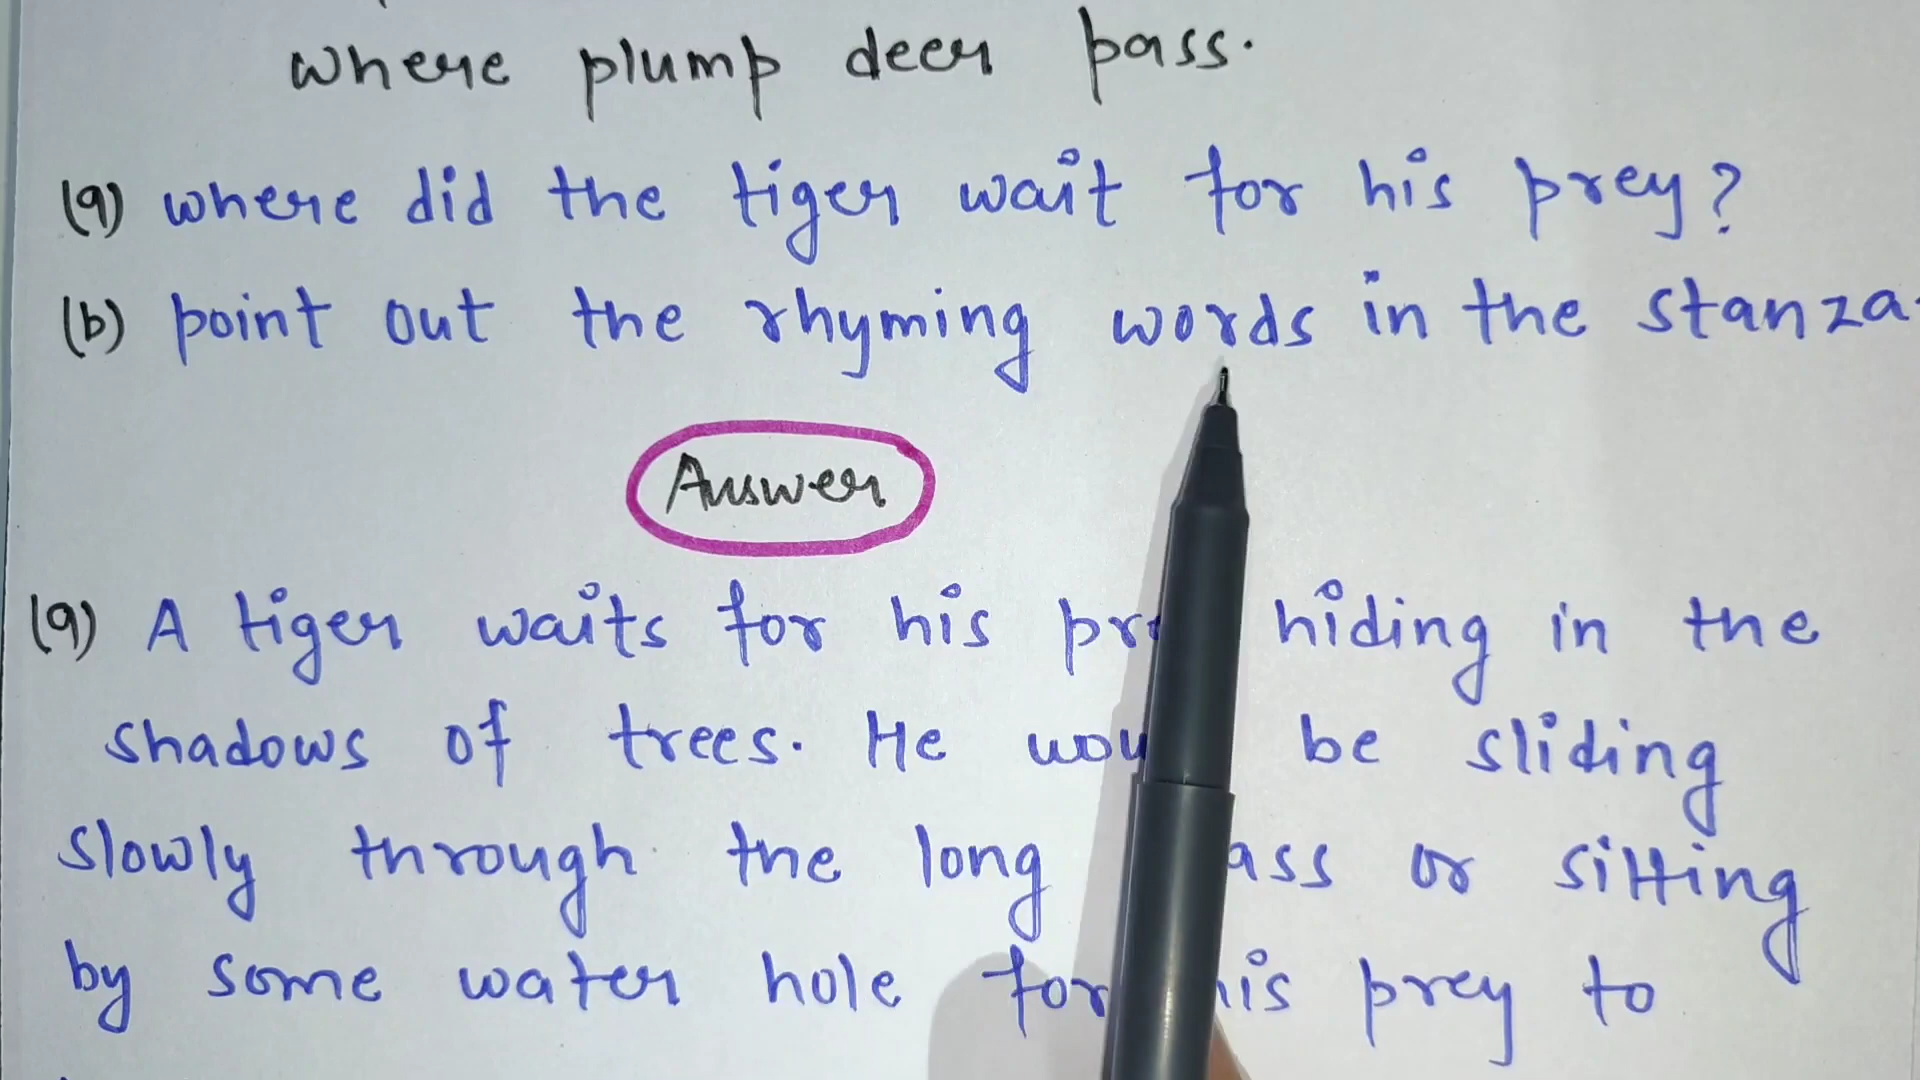 where plump deer pass.
(a) where did the tiger wait for his prey?
(b) point out the rhyming words in the stanza.
Answer
(a) A tiger waits for his hiding in the
shadows of trees. He be sliding
slowly through the long or sitting
by some water hole for prey to